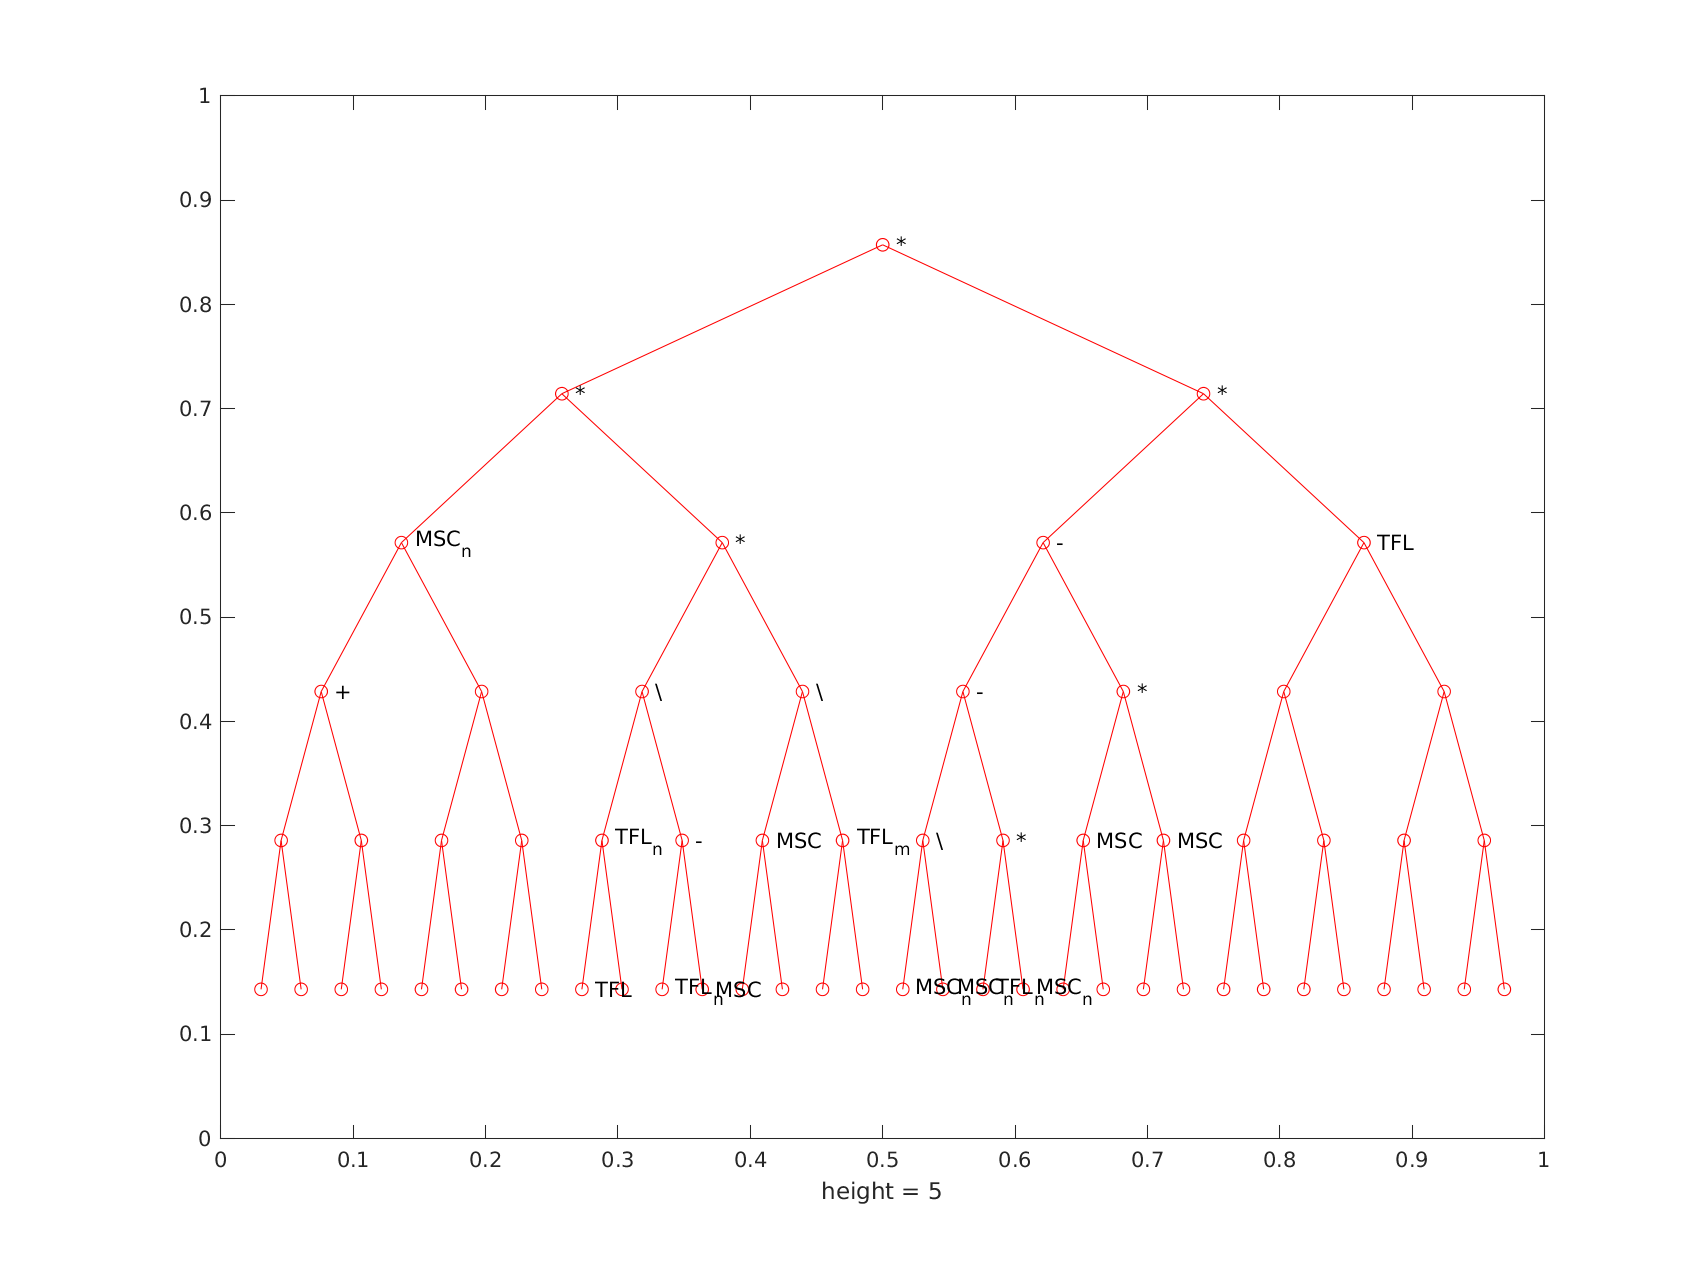 1
0.9
*
0.8
* *
0.7
0.6
MSCn * - TFL
0.5
+ \ \ - *
0.4
0.3
TFLn - MSC TFLm \ * MSC MSC
0.2
TFL TFLn MSC MSCn MSCn TFLn MSCn
0.1
0
0 0.1 0.2 0.3 0.4 0.5 0.6 0.7 0.8 0.9 1
height = 5